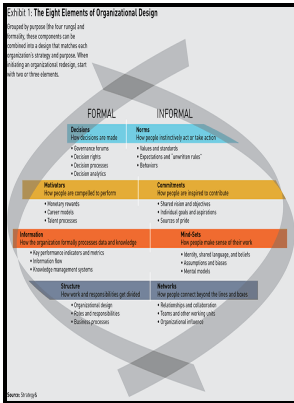 Exhibit 1: The Eight Elements of Organizational Design
Grouped by purpose (the four rungs) and
formality, these components can be
combined into a design that matches each
organization's strategy and purpose. When
initiating an organizational redesign, start
with two or three elements.
FORMAL
INFORMAL
Decisions
How decisions are made
• Governance forums
• Decision rights
• Decision processes
• Decision analytics
Norms
How people instinctively act or take action
• Values and standards
• Expectations and "unwritten rules"
• Behaviors
Motivators
How people are compelled to perform
• Monetary rewards
• Career models
• Talent processes
Commitments
How people are inspired to contribute
• Shared vision and objectives
• Individual goals and aspirations
• Sources of pride
Information
How the organization formally processes data and knowledge
• Key performance indicators and metrics
• Information flow
• Knowledge management systems
Mind-Sets
How people make sense of their work
• Identity, shared language, and beliefs
• Assumptions and biases
• Mental models
Structure
How work and responsibilities get divided
• Organizational design
• Roles and responsibilities
• Business processes
Networks
How people connect beyond the lines and boxes
• Relationships and collaboration
• Teams and other working units
• Organizational influence
Source: Strategy&